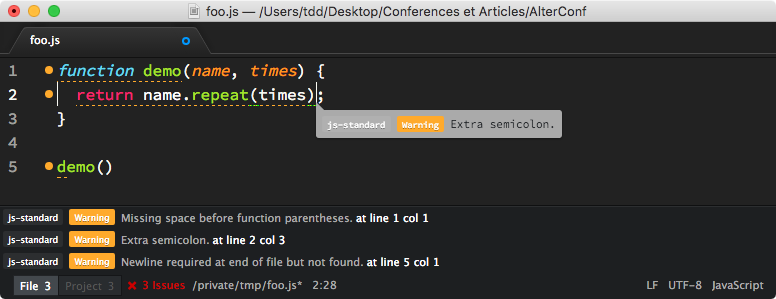 foo.js — /Users/tdd/Desktop/Conferences et Articles/AlterConf
foo.js
1 function demo(name, times) {
2 return name.repeat(times);
js-standard Warning Extra semicolon.
3 }
4
5 demo()
js-standard Warning Missing space before function parentheses. at line 1 col 1
js-standard Warning Extra semicolon. at line 2 col 3
js-standard Warning Newline required at end of file but not found. at line 5 col 1
File 3 Project 3 ✖ 3 Issues /private/tmp/foo.js* 2:28 LF UTF-8 JavaScript